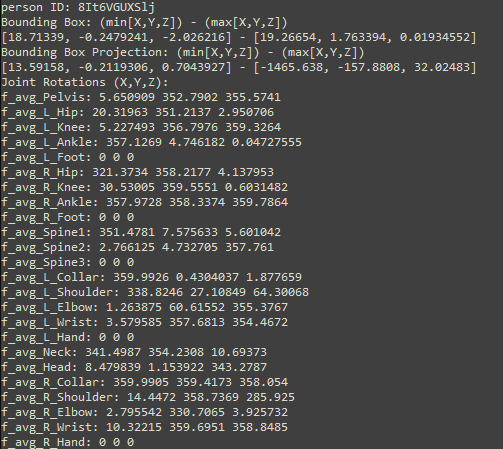 person ID: 8It6VGUXSlj
Bounding Box: (min[X,Y,Z]) - (max[X,Y,Z])
[18.71339, -0.2479241, -2.026216] - [19.26654, 1.763394, 0.01934552]
Bounding Box Projection: (min[X,Y,Z]) - (max[X,Y,Z])
[13.59158, -0.2119306, 0.7043927] - [-1465.638, -157.8808, 32.02483]
Joint Rotations (X,Y,Z):
f_avg_Pelvis: 5.650909 352.7902 355.5741
f_avg_L_Hip: 20.31963 351.2137 2.950706
f_avg_L_Knee: 5.227493 356.7976 359.3264
f_avg_L_Ankle: 357.1269 4.746182 0.04727555
f_avg_L_Foot: 0 0 0
f_avg_R_Hip: 321.3734 358.2177 4.137953
f_avg_R_Knee: 30.53005 359.5551 0.6031482
f_avg_R_Ankle: 357.9728 358.3374 359.7864
f_avg_R_Foot: 0 0 0
f_avg_Spine1: 351.4781 7.575633 5.601042
f_avg_Spine2: 2.766125 4.732705 357.761
f_avg_Spine3: 0 0 0
f_avg_L_Collar: 359.9926 0.4304037 1.877659
f_avg_L_Shoulder: 338.8246 27.10849 64.30068
f_avg_L_Elbow: 1.263875 60.61552 355.3767
f_avg_L_Wrist: 3.579585 357.6813 354.4672
f_avg_L_Hand: 0 0 0
f_avg_Neck: 341.4987 354.2308 10.69373
f_avg_Head: 8.479839 1.153922 343.2787
f_avg_R_Collar: 359.9905 359.4173 358.054
f_avg_R_Shoulder: 14.4472 358.7369 285.925
f_avg_R_Elbow: 2.795542 330.7065 3.925732
f_avg_R_Wrist: 10.32215 359.6951 358.8485
f_avg_R_Hand: 0 0 0